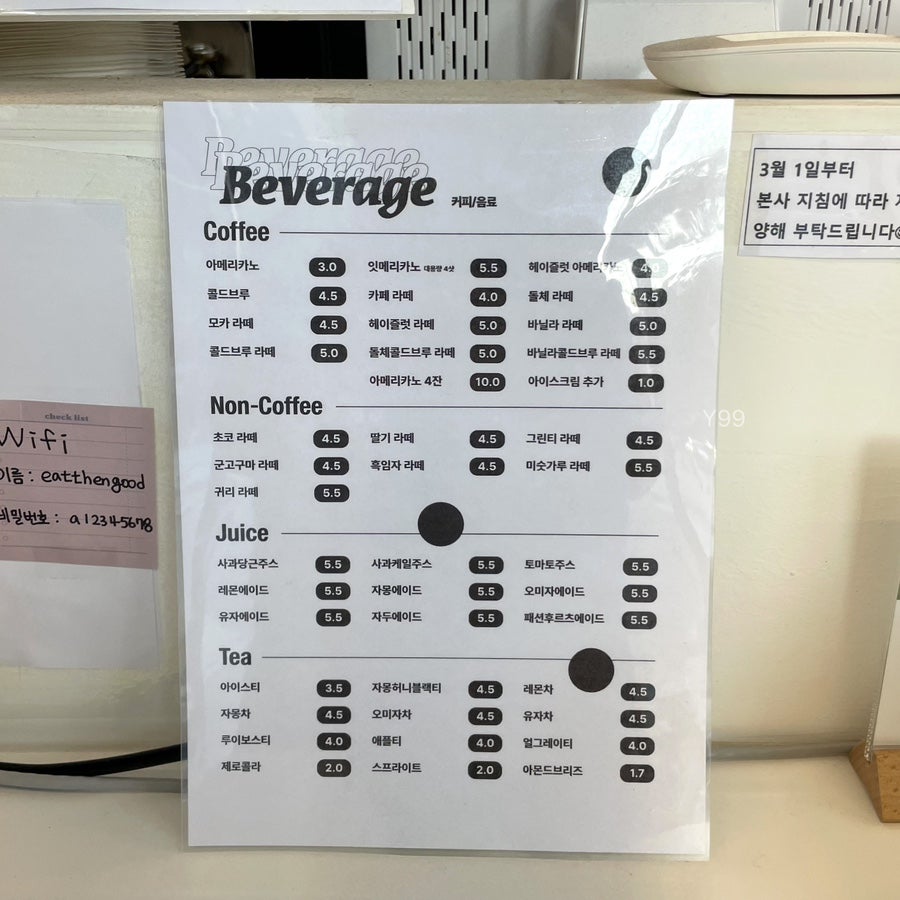 Beverage
Beverage
Beverage 커피/음료
Coffee
아메리카노 3.0 잇메리카노 대용량 4샷 5.5 헤이즐럿 아메리카노 4.0
콜드브루 4.5 카페 라떼 4.0 돌체 라떼 4.5
모카 라떼 4.5 헤이즐럿 라떼 5.0 바닐라 라떼 5.0
콜드브루 라떼 5.0 돌체콜드브루 라떼 5.0 바닐라콜드브루 라떼 5.5
아메리카노 4잔 10.0 아이스크림 추가 1.0
Non-Coffee
초코 라떼 4.5 딸기 라떼 4.5 그린티 라떼 4.5
군고구마 라떼 4.5 흑임자 라떼 4.5 미숫가루 라떼 5.5
귀리 라떼 5.5
Juice
사과당근주스 5.5 사과케일주스 5.5 토마토주스 5.5
레몬에이드 5.5 자몽에이드 5.5 오미자에이드 5.5
유자에이드 5.5 자두에이드 5.5 패션후르츠에이드 5.5
Tea
아이스티 3.5 자몽허니블랙티 4.5 레몬차 4.5
자몽차 4.5 오미자차 4.5 유자차 4.5
루이보스티 4.0 애플티 4.0 얼그레이티 4.0
제로콜라 2.0 스프라이트 2.0 아몬드브리즈 1.7
check list
Wifi
이름 : eatthengood
비밀번호 : a12345678
3월 1일부터
본사 지침에 따라
양해 부탁드립니다
Y99